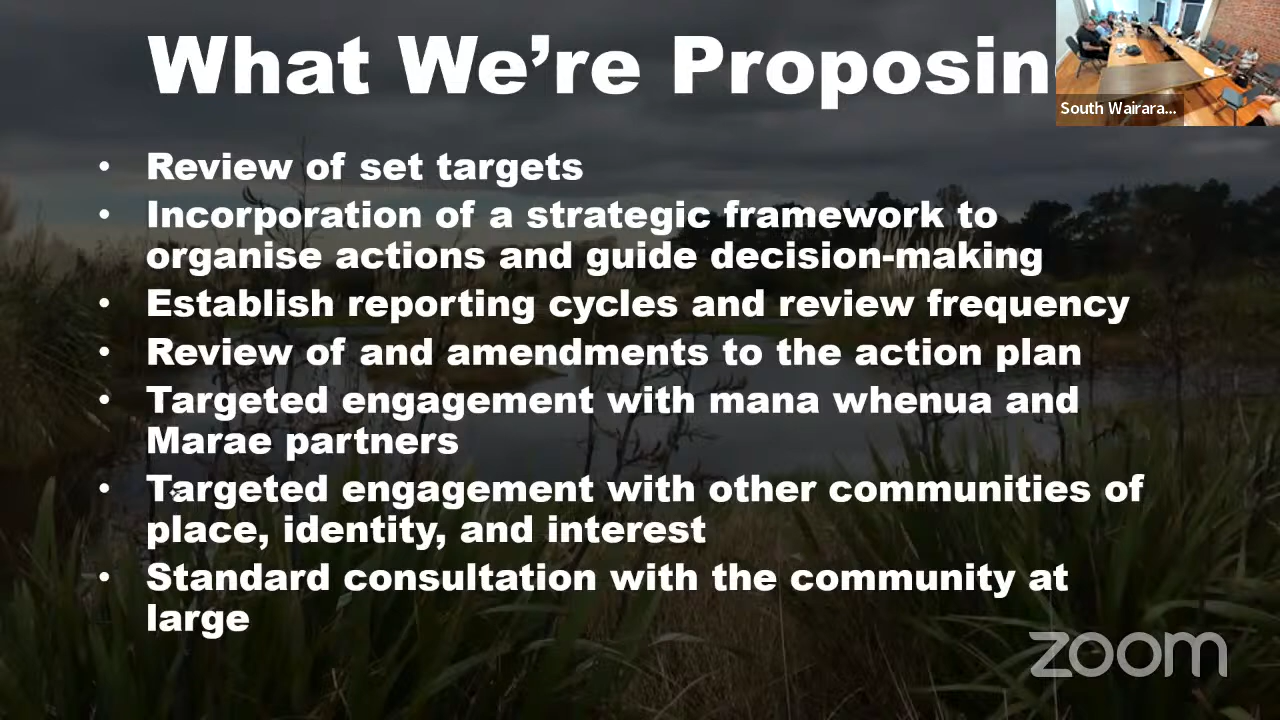 What We're Proposin
South Wairara...
• Review of set targets
• Incorporation of a strategic framework to
organise actions and guide decision-making
• Establish reporting cycles and review frequency
• Review of and amendments to the action plan
• Targeted engagement with mana whenua and
Marae partners
• Targeted engagement with other communities of
place, identity, and interest
• Standard consultation with the community at
large
zoom